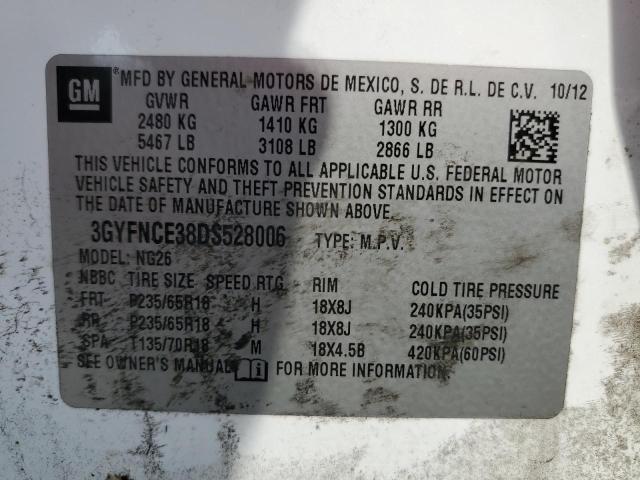 GM ® MFD BY GENERAL MOTORS DE MEXICO, S. DE R.L. DE C.V. 10/12
GVWR GAWR FRT GAWR RR
2480 KG 1410 KG 1300 KG
5467 LB 3108 LB 2866 LB
THIS VEHICLE CONFORMS TO ALL APPLICABLE U.S. FEDERAL MOTOR
VEHICLE SAFETY AND THEFT PREVENTION STANDARDS IN EFFECT ON
THE DATE OF MANUFACTURE SHOWN ABOVE.
3GYFNCE38DS528006 TYPE: M.P.V.
MODEL: NG26
NBBC TIRE SIZE SPEED RTG RIM COLD TIRE PRESSURE
FRT P235/65R18 H 18X8J 240KPA(35PSI)
RR P235/65R18 H 18X8J 240KPA(35PSI)
SPA T135/70R18 M 18X4.5B 420KPA(60PSI)
SEE OWNER'S MANUAL FOR MORE INFORMATION.